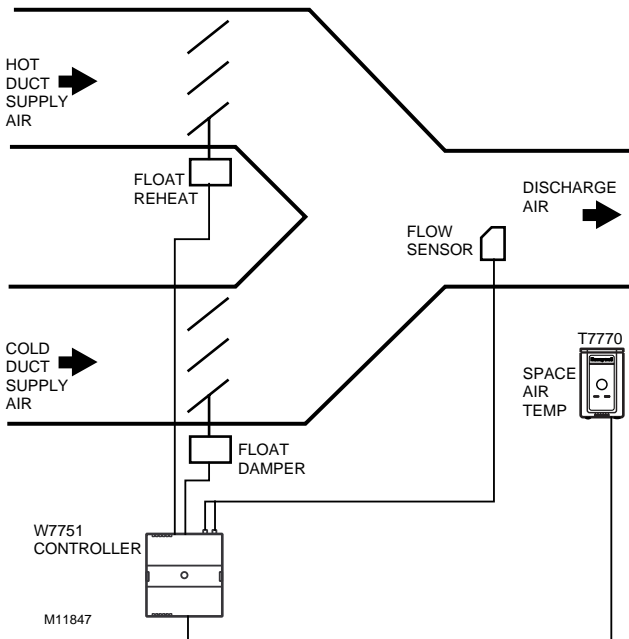 HOT
DUCT
SUPPLY
AIR
FLOAT
REHEAT
DISCHARGE
AIR
FLOW
SENSOR
COLD
DUCT
SUPPLY
AIR
T7770
Honeywell
SPACE
AIR
TEMP
FLOAT
DAMPER
W7751
CONTROLLER
M11847